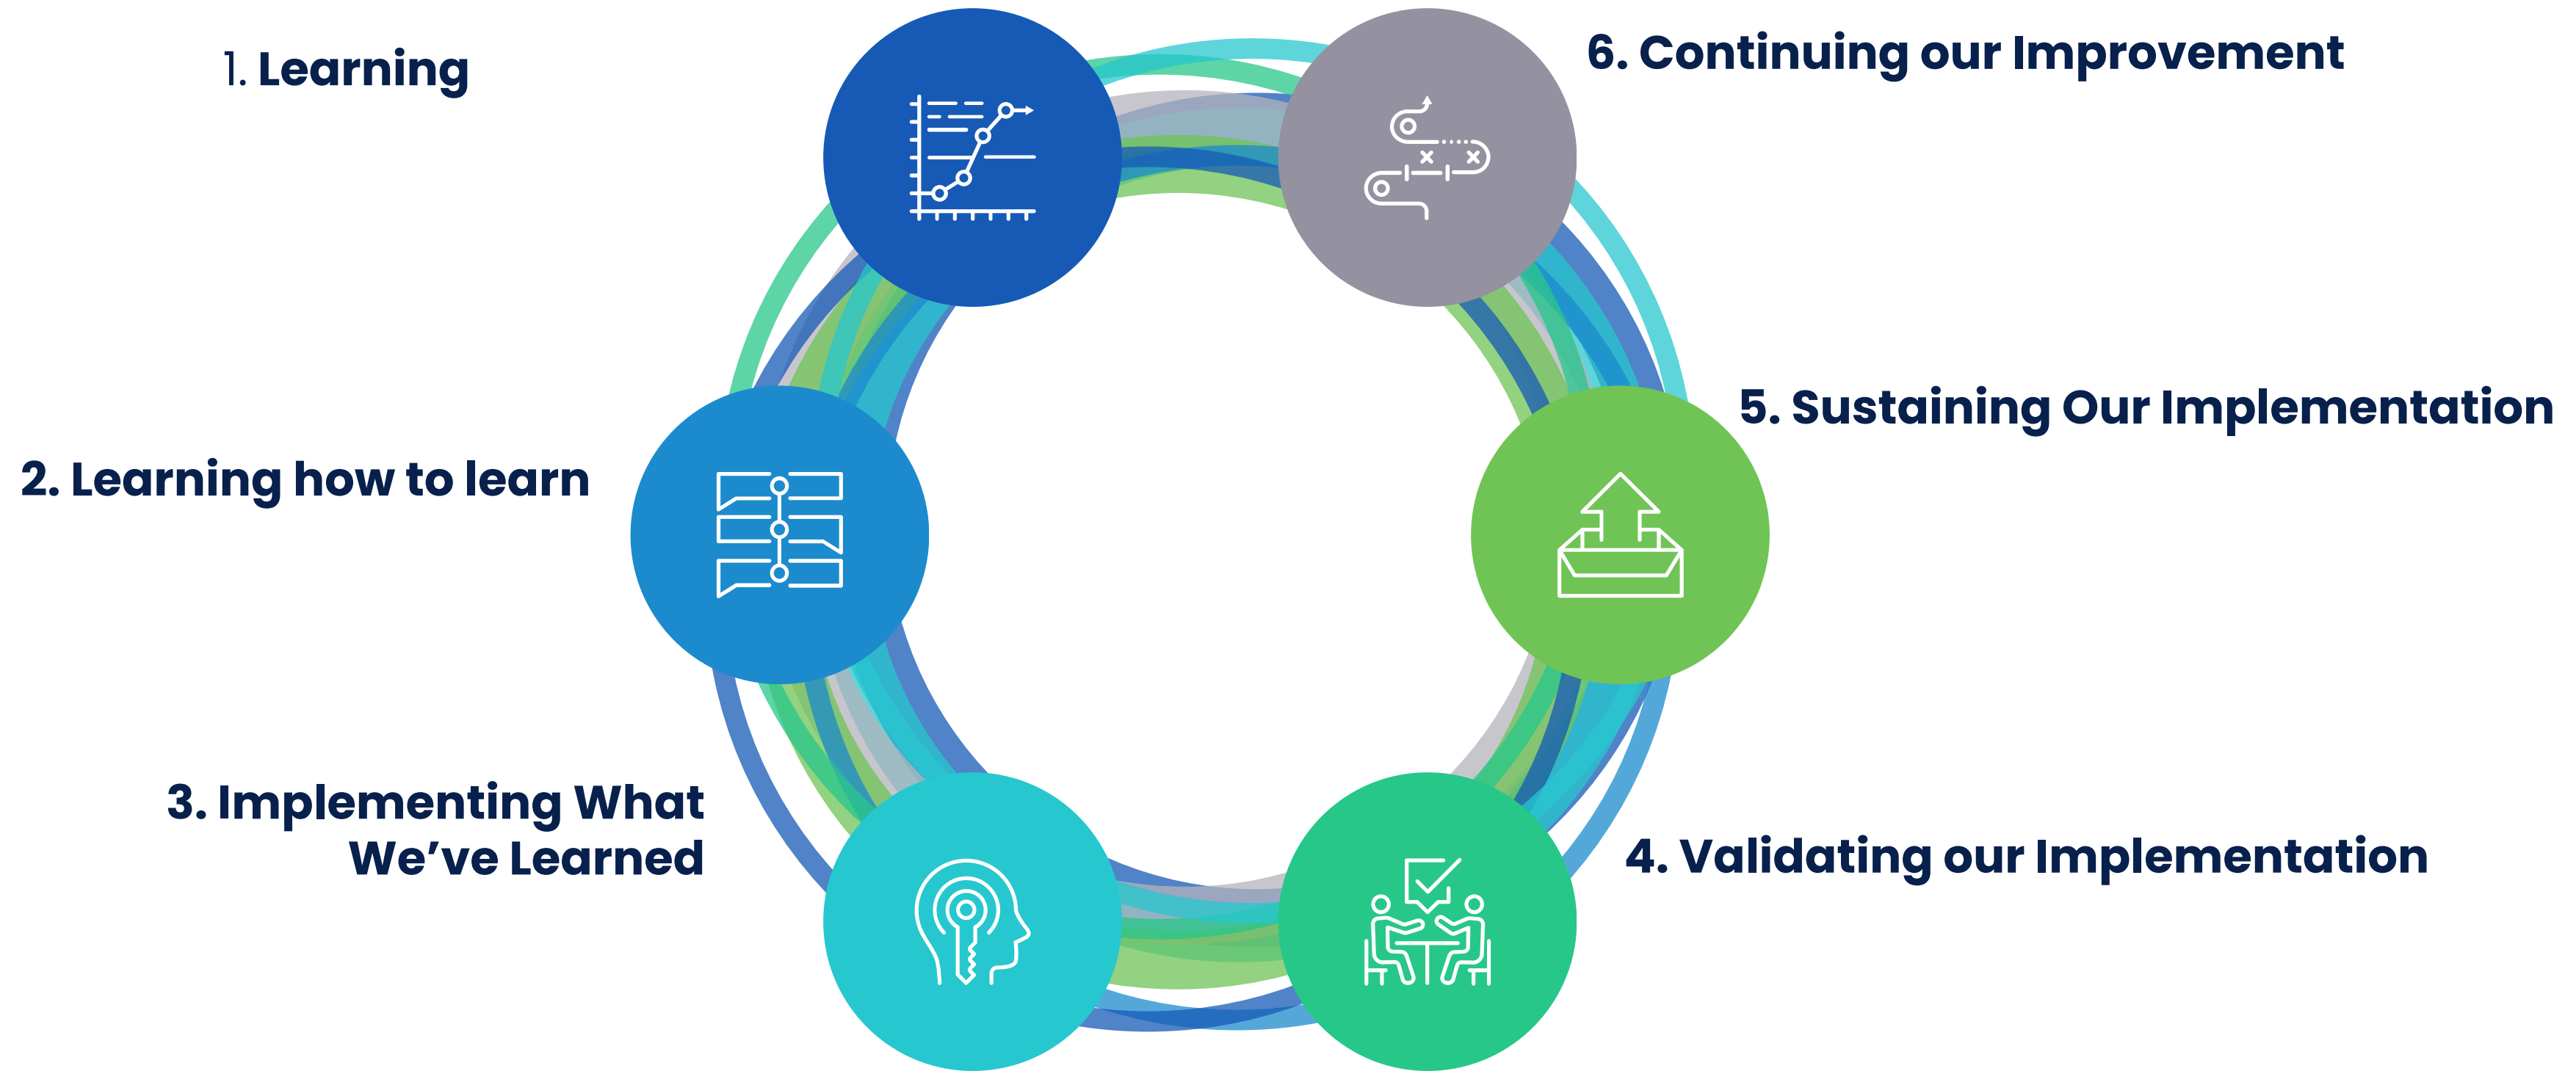 1. Learning
2. Learning how to learn
3. Implementing What
We’ve Learned
4. Validating our Implementation
5. Sustaining Our Implementation
6. Continuing our Improvement